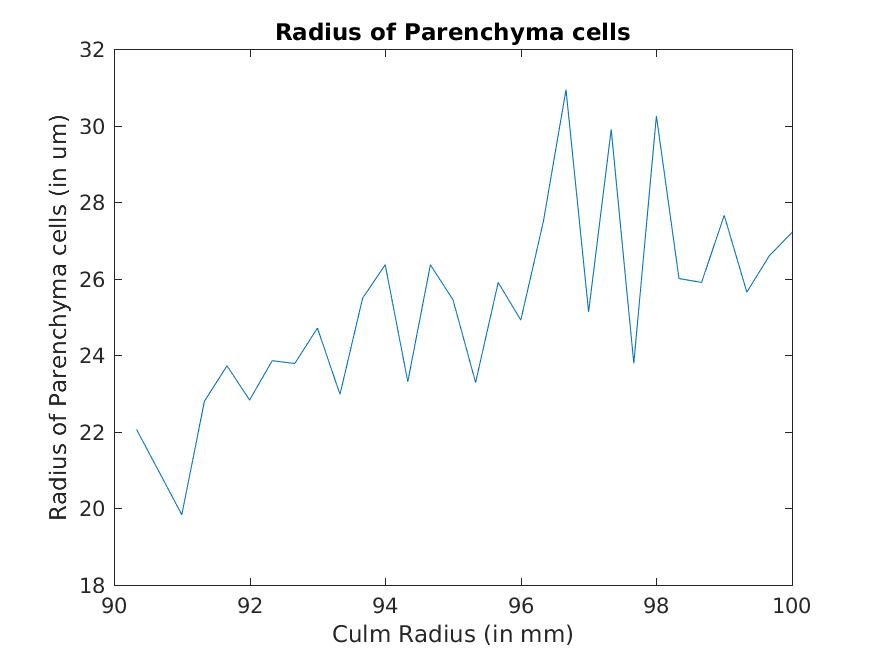 Radius of Parenchyma cells
32
30
28
26
24
22
20
18
Radius of Parenchyma cells (in um)
90 92 94 96 98 100
Culm Radius (in mm)